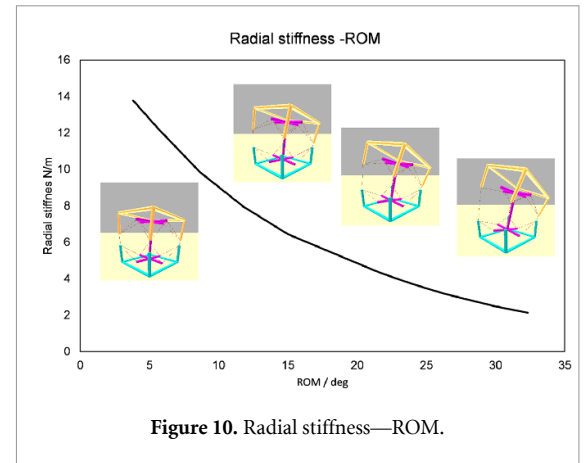 Radial stiffness -ROM
16
14
12
10
8
6
4
2
0
Radial stiffnes N/m
0 5 10 15 20 25 30 35
ROM / deg
Figure 10. Radial stiffness—ROM.